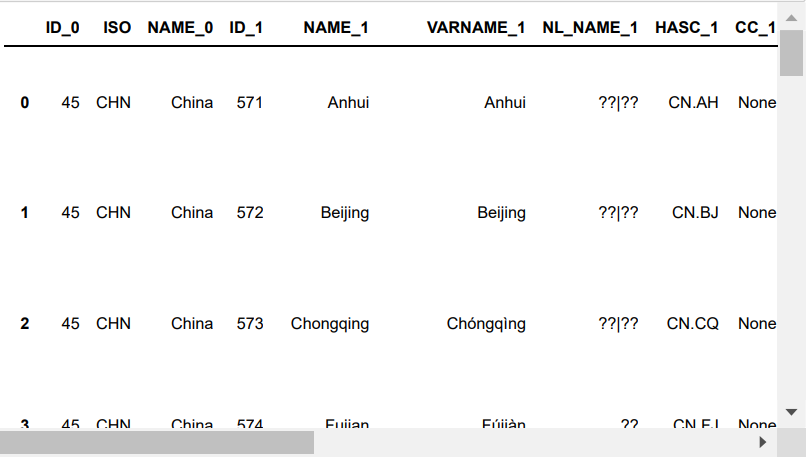 ID_0 ISO NAME_0 ID_1 NAME_1 VARNAME_1 NL_NAME_1 HASC_1 CC_1
0 45 CHN China 571 Anhui Anhui ??|?? CN.AH None
1 45 CHN China 572 Beijing Beijing ??|?? CN.BJ None
2 45 CHN China 573 Chongqing Chóngqìng ??|?? CN.CQ None
3 45 CHN China 574 Fujian Fújiàn ?? CN.FJ None